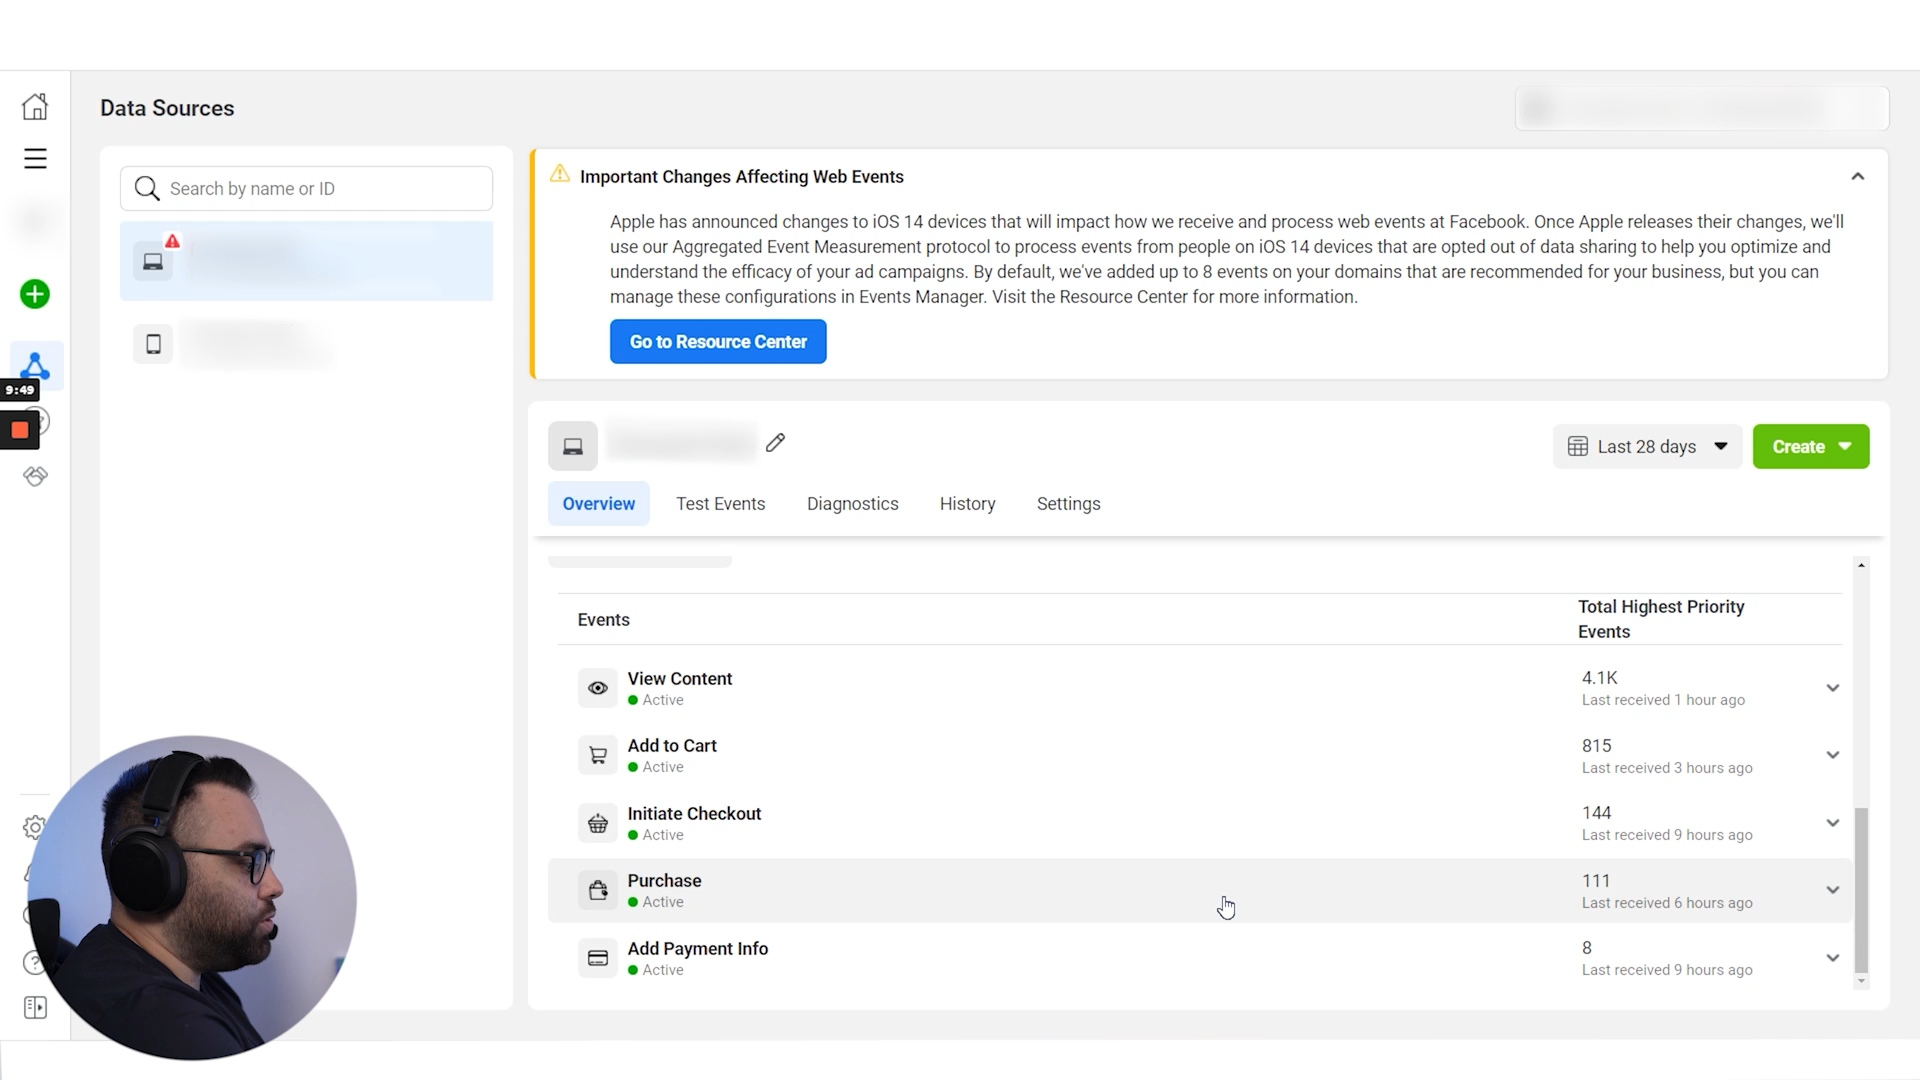 Data Sources
Search by name or ID
Important Changes Affecting Web Events
Apple has announced changes to iOS 14 devices that will impact how we receive and process web events at Facebook. Once Apple releases their changes, we'll
use our Aggregated Event Measurement protocol to process events from people on iOS 14 devices that are opted out of data sharing to help you optimize and
understand the efficacy of your ad campaigns. By default, we've added up to 8 events on your domains that are recommended for your business, but you can
manage these configurations in Events Manager. Visit the Resource Center for more information.
Go to Resource Center
9:49
Last 28 days
Create
Overview
Test Events
Diagnostics
History
Settings
Events
Total Highest Priority
Events
View Content
Active
4.1K
Last received 1 hour ago
Add to Cart
Active
815
Last received 3 hours ago
Initiate Checkout
Active
144
Last received 9 hours ago
Purchase
Active
111
Last received 6 hours ago
Add Payment Info
Active
8
Last received 9 hours ago